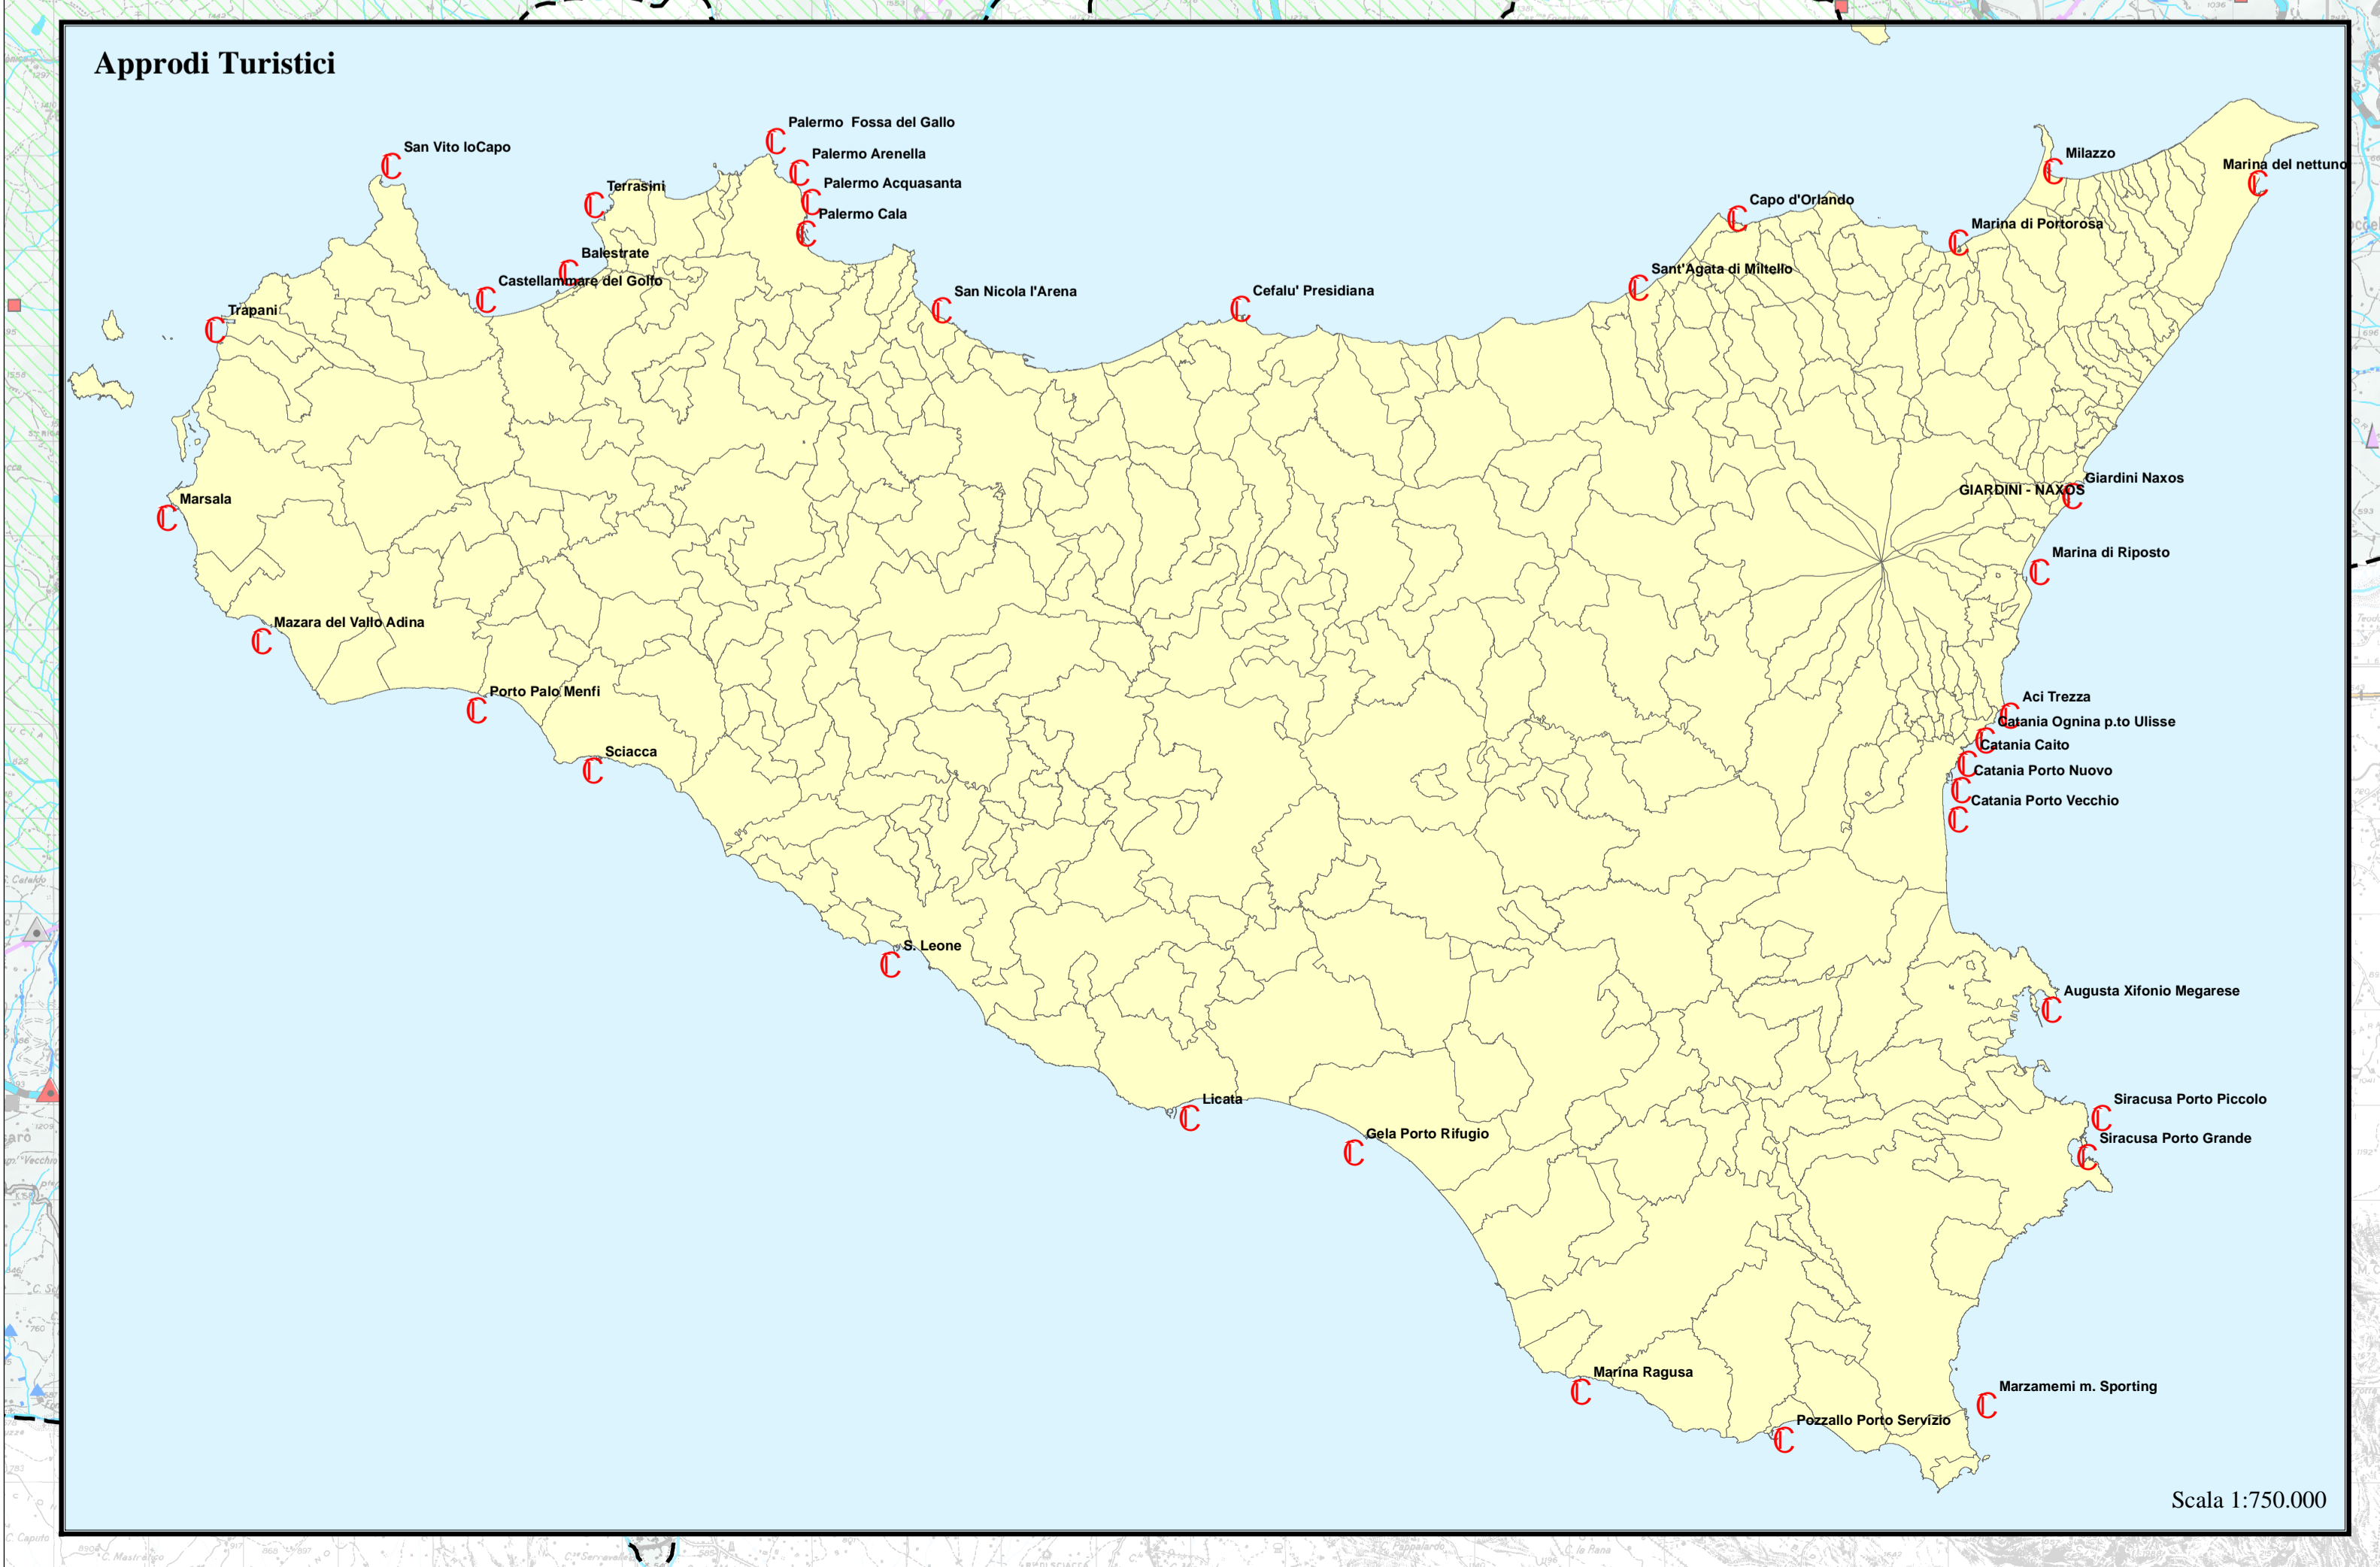 Approdi Turistici
Palermo  Fossa del Gallo
San Vito loCapo
Palermo Arenella
Milazzo
Marina del nettuno
Palermo Acquasanta
Terrasini
Capo d'Orlando
Palermo Cala
Marina di Portorosa
Balestrate
Sant'Agata di Miltello
Castellammare del Golfo
San Nicola l'Arena
Cefalu' Presidiana
Trapani
Giardini Naxos
GIARDINI - NAXOS
Marsala
Marina di Riposto
Mazara del Vallo Adina
Porto Palo Menfi
Aci Trezza
Catania Ognina p.to Ulisse
Catania Caito
Sciacca
Catania Porto Nuovo
Catania Porto Vecchio
S. Leone
Augusta Xifonio Megarese
Licata
Siracusa Porto Piccolo
Gela Porto Rifugio
Siracusa Porto Grande
Marina Ragusa
Marzamemi m. Sporting
Pozzallo Porto Servizio
Scala 1:750.000